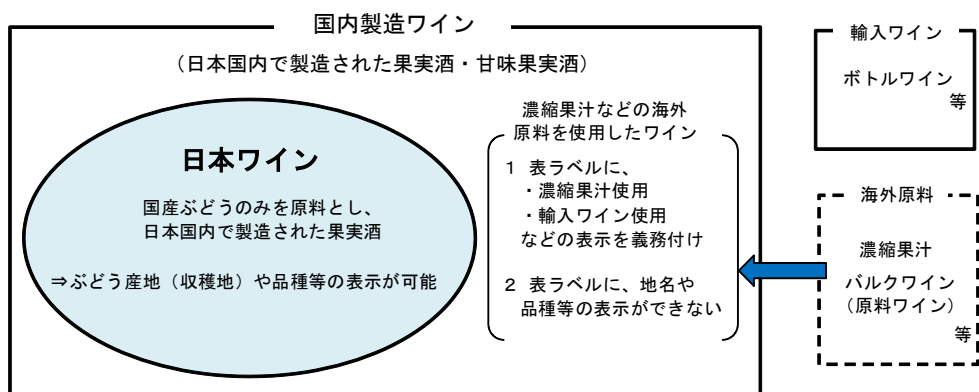 国内製造ワイン
（日本国内で製造された果実酒・甘味果実酒）
日本ワイン
国産ぶどうのみを原料とし、
日本国内で製造された果実酒
⇒ぶどう産地（収穫地）や品種等の表示が可能
濃縮果汁などの海外
原料を使用したワイン
1 表ラベルに、
・濃縮果汁使用
・輸入ワイン使用
などの表示を義務付け
2 表ラベルに、地名や
品種等の表示ができない
輸入ワイン
ボトルワイン
等
海外原料
濃縮果汁
バルクワイン
（原料ワイン）
等